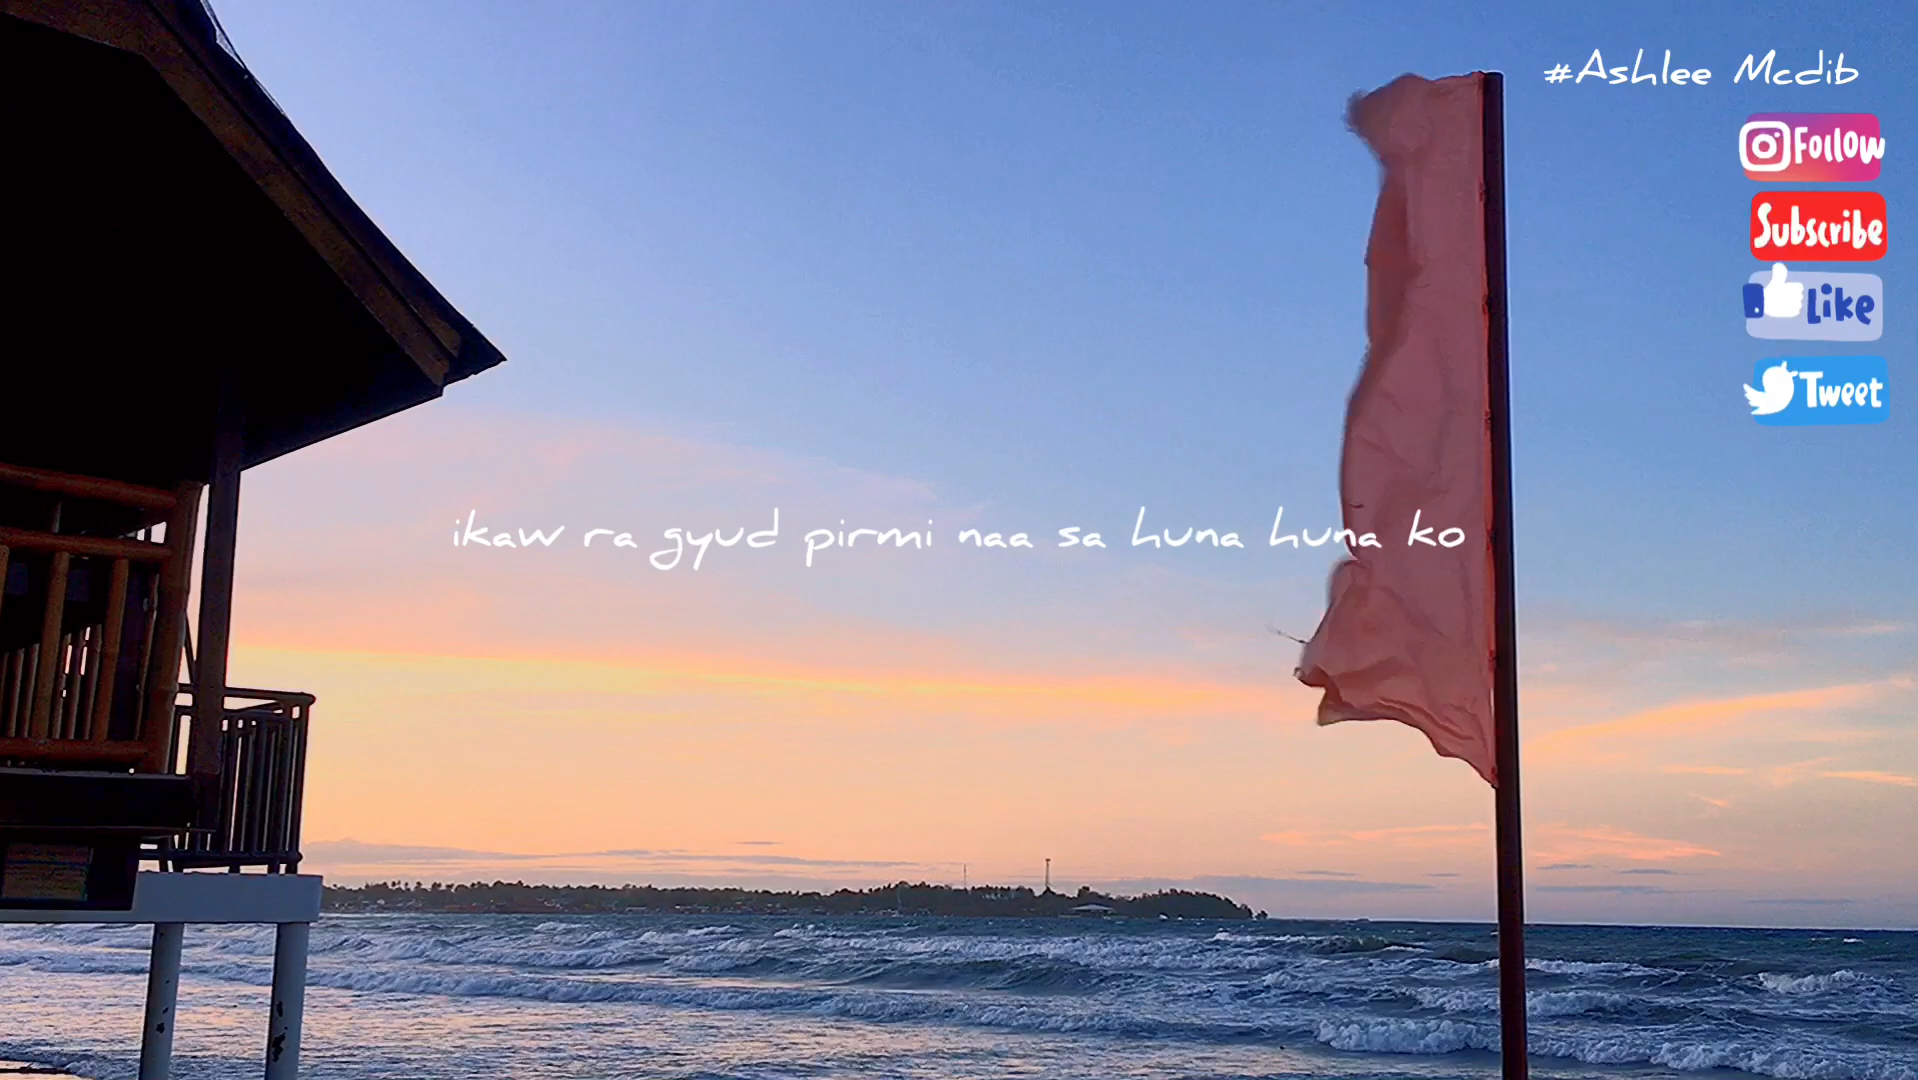 #Ashlee Mcdib
Follow
Subscribe
Like
Tweet
ikaw ra gyud pirmi naa sa huna huna ko